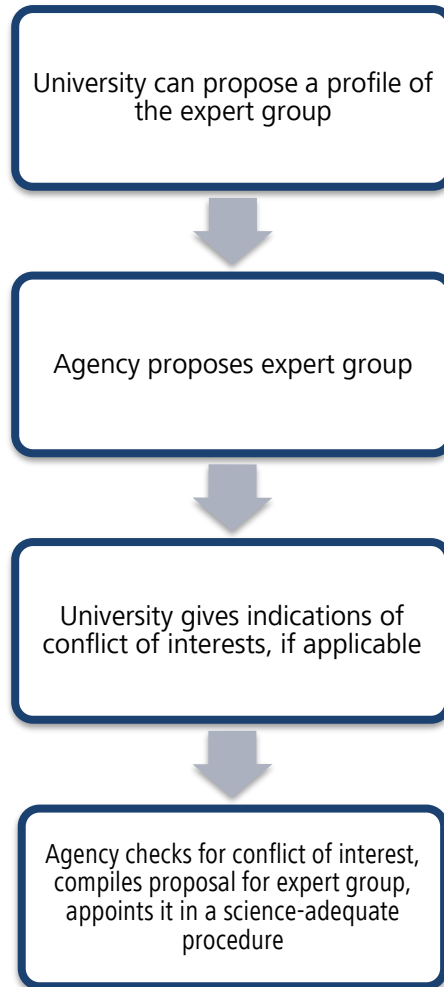 University can propose a profile of
the expert group
Agency proposes expert group
University gives indications of
conflict of interests, if applicable
Agency checks for conflict of interest,
compiles proposal for expert group,
appoints it in a science-adequate
procedure